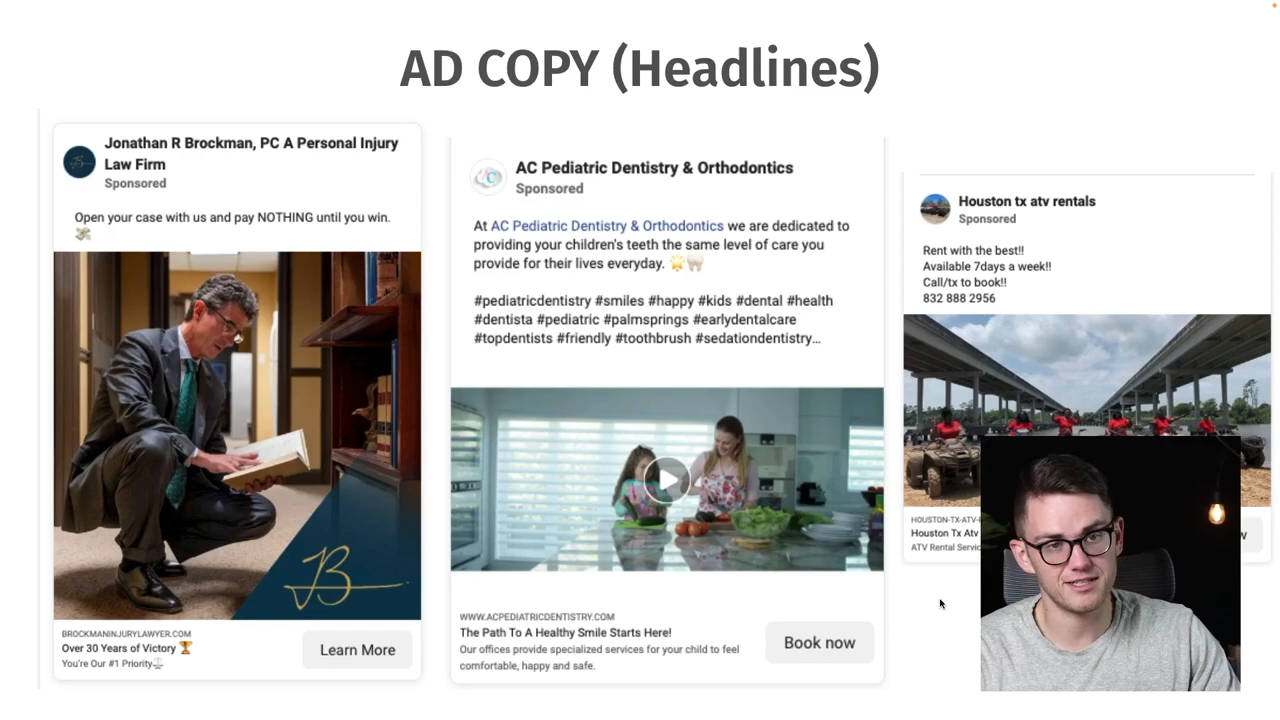 AD COPY (Headlines)
Jonathan R Brockman, PC A Personal Injury
Law Firm
Sponsored
Open your case with us and pay NOTHING until you win.
💸
B
BROCKMANINJURYLAWYER.COM
Over 30 Years of Victory 🏆
You're Our #1 Priority⚖️
Learn More
AC Pediatric Dentistry & Orthodontics
Sponsored
At AC Pediatric Dentistry & Orthodontics we are dedicated to
providing your children's teeth the same level of care you
provide for their lives everyday. 🌟🦷
#pediatricdentistry #smiles #happy #kids #dental #health
#dentista #pediatric #palmsprings #earlydentalcare
#topdentists #friendly #toothbrush #sedationdentistry...
WWW.ACPEDIATRICDENTISTRY.COM
The Path To A Healthy Smile Starts Here!
Our offices provide specialized services for your child to feel
comfortable, happy and safe.
Book now
Houston tx atv rentals
Sponsored
Rent with the best!!
Available 7days a week!!
Call/tx to book!!
832 888 2956
HOUSTON-TX-ATV-
Houston Tx Atv
ATV Rental